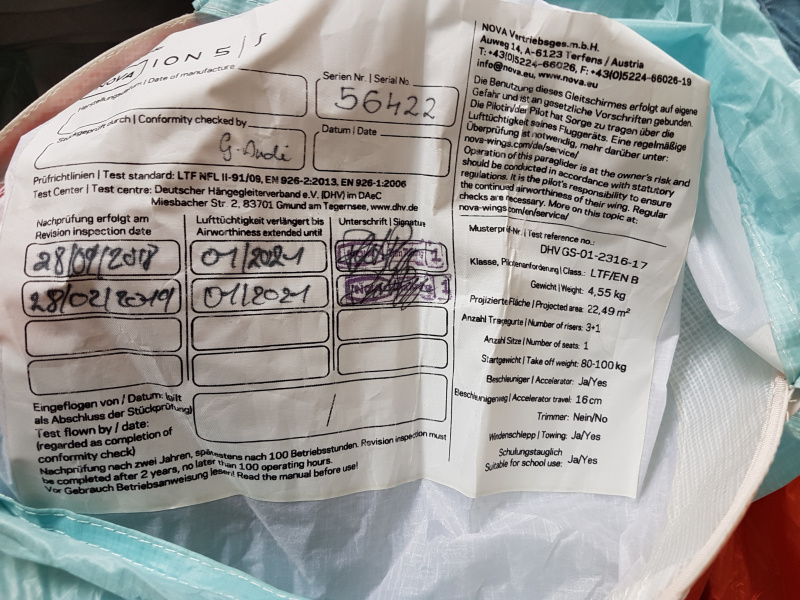 NOVA
ION 5 | S
Herstellungsdatum | Date of manufacture
Serien Nr. | Serial No
56422
Stückgeprüft durch | Conformity checked by
Datum | Date
Prüfrichtlinien | Test standard: LTF NFL II-91/09, EN 926-2:2013, EN 926-1:2006
Test Center | Test centre: Deutscher Hängegleiterverband e.V. (DHV) im DAeC
Miesbacher Str. 2, 83701 Gmund am Tegernsee, www.dhv.de
Nachprüfung erfolgt am
Revision inspection date
Lufttüchtigkeit verlängert bis
Airworthiness extended until
Unterschrift | Signature
01/2021
28/02/2019
01/2021
Eingeflogen von / Datum: (gilt
als Abschluss der Stückprüfung)
Test flown by / date:
(regarded as completion of
conformity check)
/
Nachprüfung nach zwei Jahren, spätestens nach 100 Betriebsstunden. Revision inspection must
be completed after 2 years, no later than 100 operating hours.
Vor Gebrauch Betriebsanweisung lesen! Read the manual before use!
NOVA Vertriebsges.m.b.H.
Auweg 14, A-6123 Terfens / Austria
T: +43(0)5224-66026, F: +43(0)5224-66026-19
info@nova.eu, www.nova.eu
Die Benutzung dieses Gleitschirmes erfolgt auf eigene
Gefahr und ist an gesetzliche Vorschriften gebunden.
Die Pilotin/der Pilot hat Sorge zu tragen über die
Lufttüchtigkeit seines Fluggeräts. Eine regelmäßige
Überprüfung ist notwendig, mehr darüber unter:
nova-wings.com/de/service/
Operation of this paraglider is at the owner's risk and
should be conducted in accordance with statutory
regulations. It is the pilot's responsibility to ensure
the continued airworthiness of their wing. Regular
checks are necessary. More on this topic at:
nova-wings.com/en/service/
Musterprüf-Nr. | Test reference no.:
DHV GS-01-2316-17
Klasse, Pilotenanforderung | Class.: LTF/EN B
Gewicht | Weight: 4,55 kg
Projizierte Fläche | Projected area: 22,49 m²
Anzahl Tragegurte | Number of risers: 3+1
Anzahl Sitze | Number of seats: 1
Startgewicht | Take off weight: 80-100 kg
Beschleuniger | Accelerator: Ja/Yes
Beschleunigerweg | Accelerator travel: 16 cm
Trimmer: Nein/No
Windenschlepp | Towing: Ja/Yes
Schulungstauglich
Suitable for school use: Ja/Yes